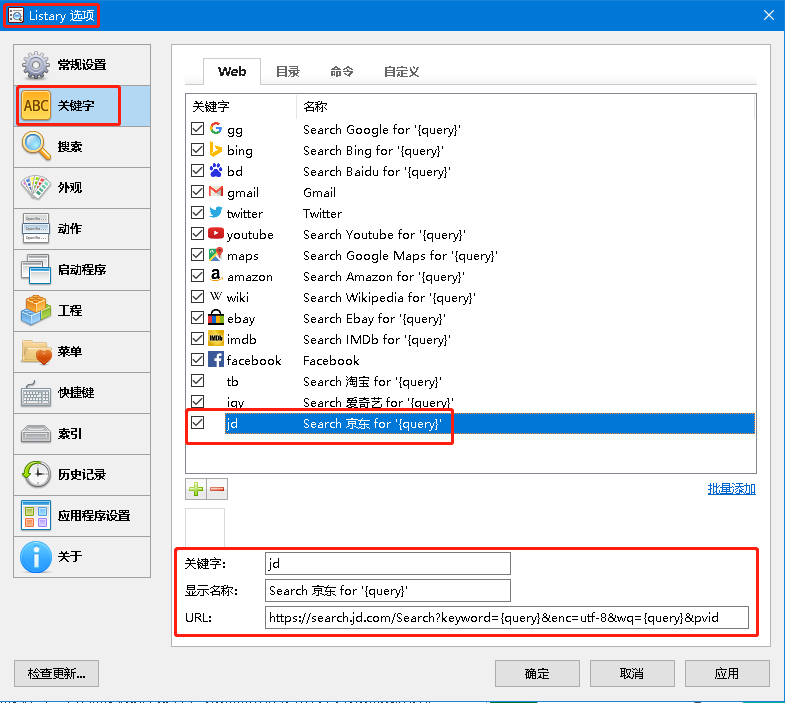 Listary 选项
常规设置
关键字
搜索
外观
动作
启动程序
工程
菜单
快捷键
索引
历史记录
应用程序设置
关于
Web 目录 命令 自定义
关键字 名称
gg Search Google for '{query}'
bing Search Bing for '{query}'
bd Search Baidu for '{query}'
gmail Gmail
twitter Twitter
youtube Search Youtube for '{query}'
maps Search Google Maps for '{query}'
amazon Search Amazon for '{query}'
wiki Search Wikipedia for '{query}'
ebay Search Ebay for '{query}'
imdb Search IMDb for '{query}'
facebook Facebook
tb Search 淘宝 for '{query}'
iqy Search 爱奇艺 for '{query}'
jd Search 京东 for '{query}'
批量添加
关键字: jd
显示名称: Search 京东 for '{query}'
URL: https://search.jd.com/Search?keyword={query}&enc=utf-8&wq={query}&pvid
检查更新... 确定 取消 应用